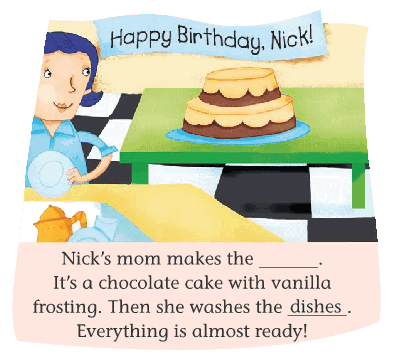 Happy Birthday, Nick!
Nick's mom makes the ______.
It's a chocolate cake with vanilla
frosting. Then she washes the dishes.
Everything is almost ready!